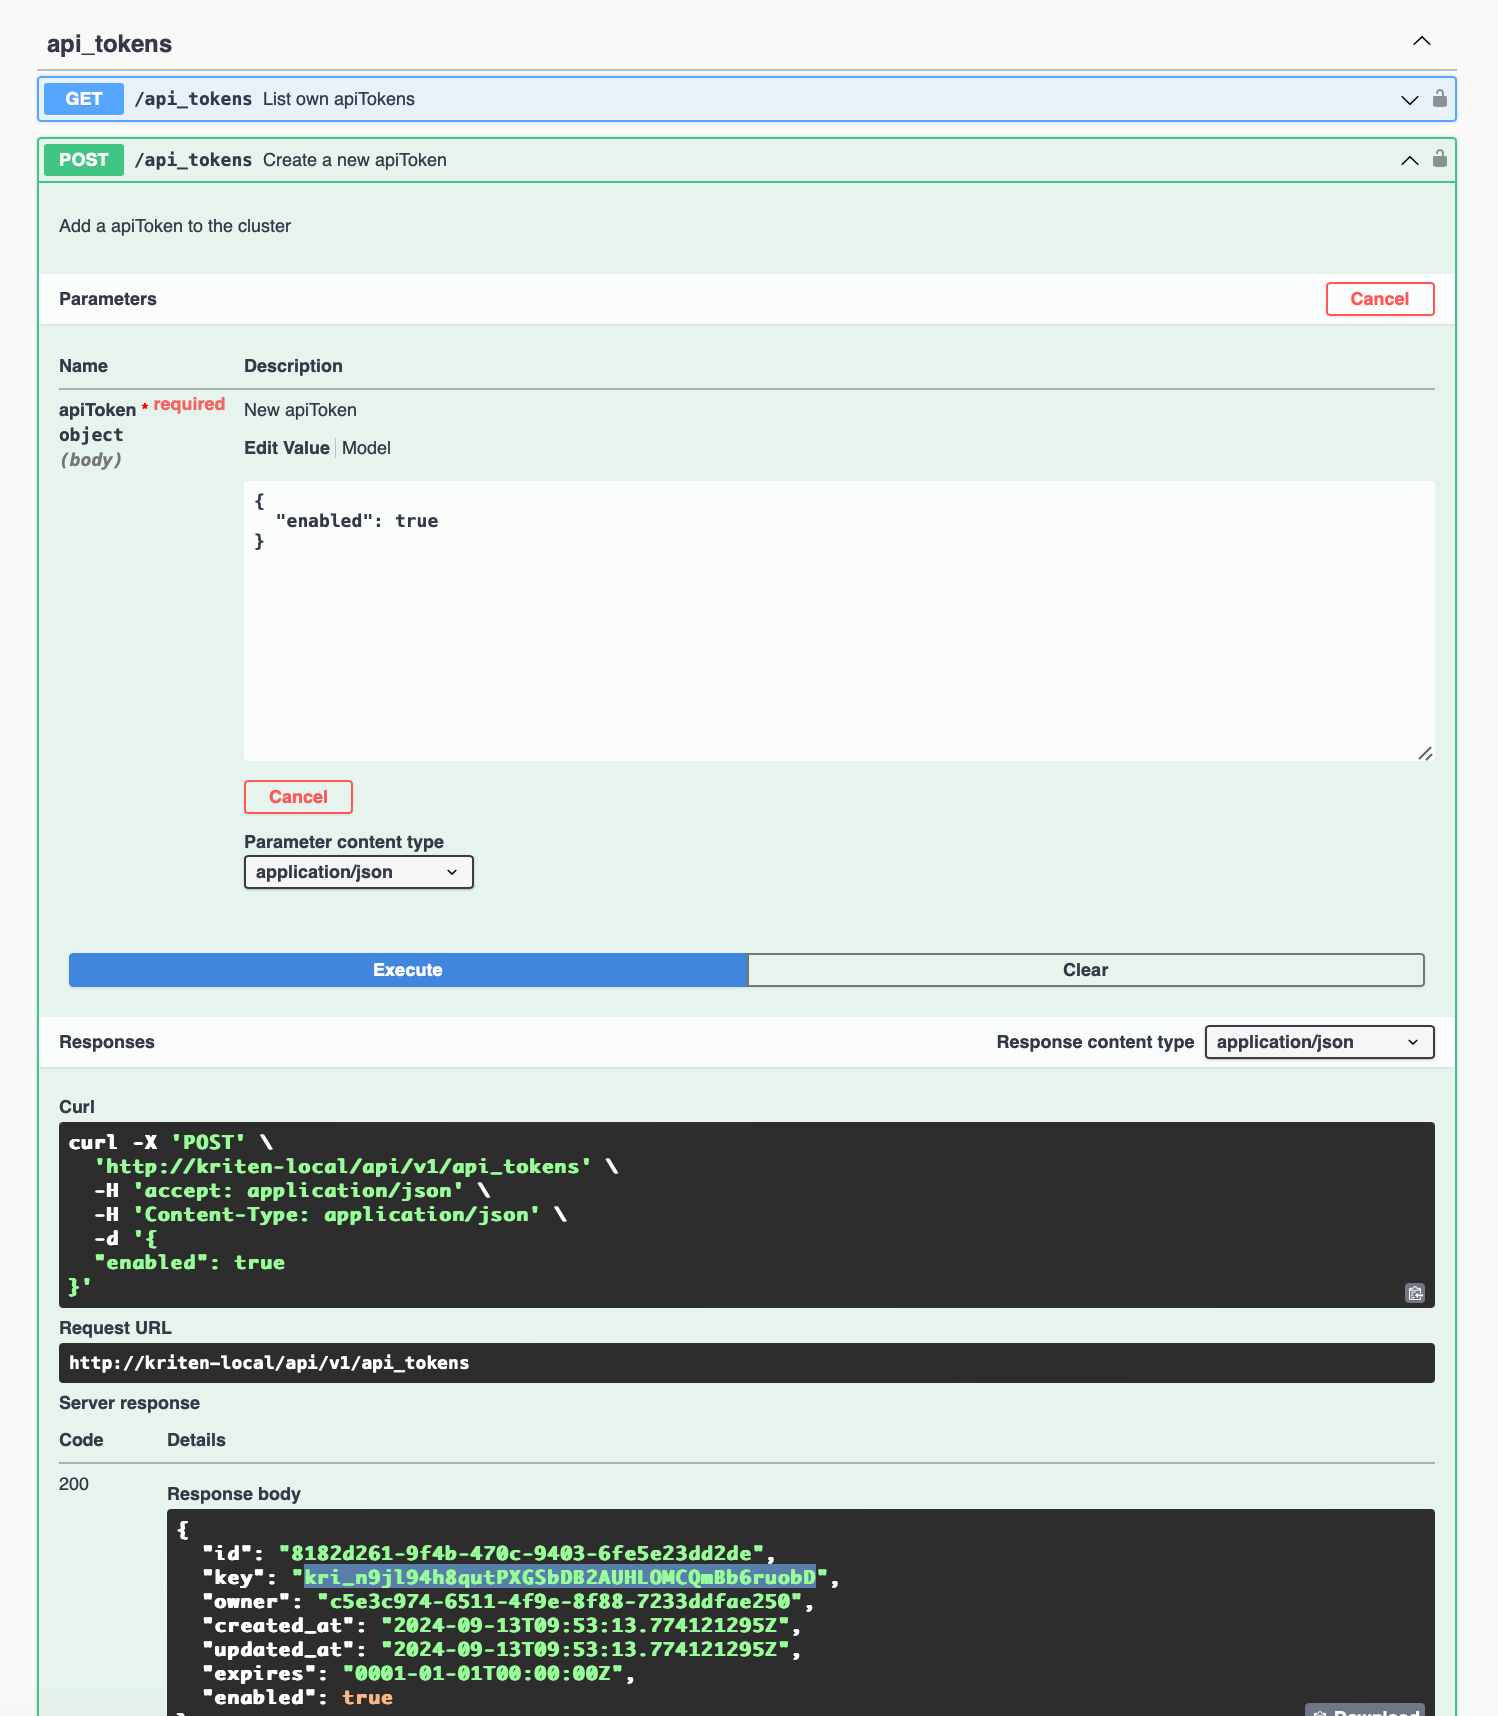 api_tokens
GET /api_tokens List own apiTokens
POST /api_tokens Create a new apiToken
Add a apiToken to the cluster
Parameters Cancel
Name Description
apiToken * required New apiToken
object
(body)
Edit Value Model
{
  "enabled": true
}
Cancel
Parameter content type
application/json
Execute Clear
Responses Response content type application/json
Curl
curl -X 'POST' \
  'http://kriten-local/api/v1/api_tokens' \
  -H 'accept: application/json' \
  -H 'Content-Type: application/json' \
  -d '{
  "enabled": true
}'
Request URL
http://kriten-local/api/v1/api_tokens
Server response
Code Details
200
Response body
{
  "id": "8182d261-9f4b-470c-9403-6fe5e23dd2de",
  "key": "kri_n9jl94h8qutPXGSbDB2AUHLOMCQmBb6ruobD",
  "owner": "c5e3c974-6511-4f9e-8f88-7233ddfae250",
  "created_at": "2024-09-13T09:53:13.774121295Z",
  "updated_at": "2024-09-13T09:53:13.774121295Z",
  "expires": "0001-01-01T00:00:00Z",
  "enabled": true
}
Download